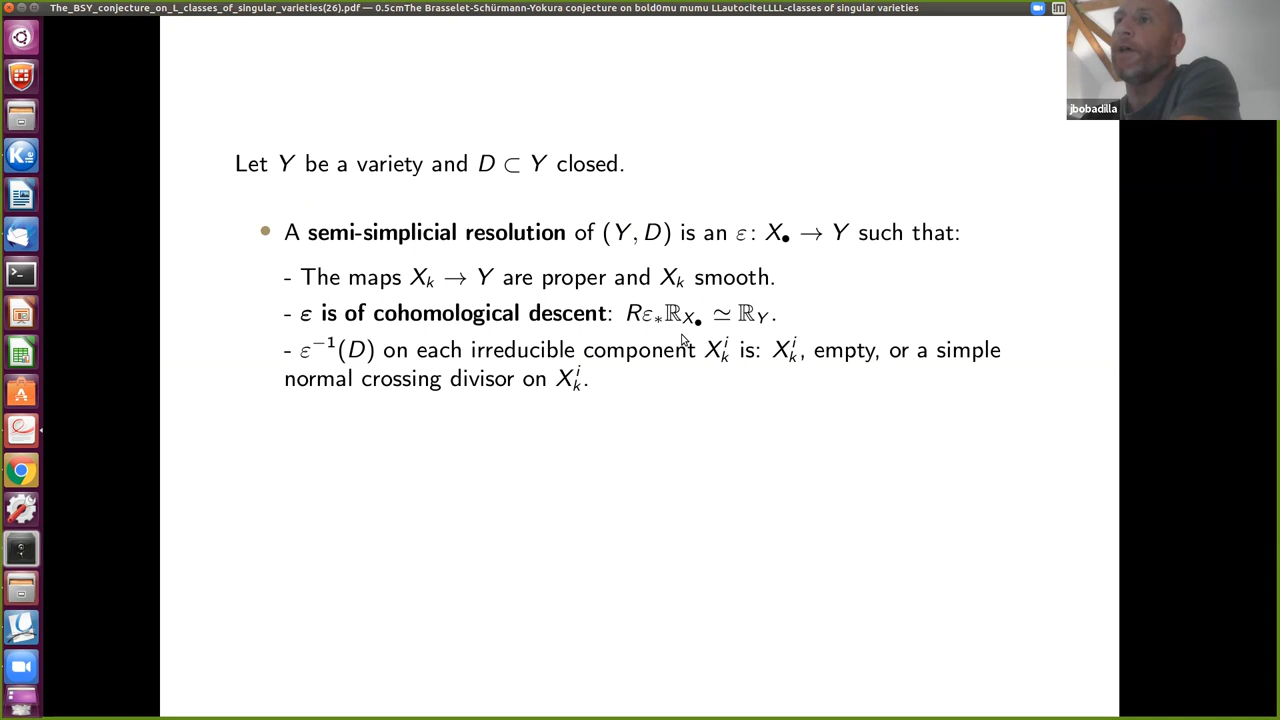 The_BSY_conjecture_on_L_classes_of_singular_varieties(26).pdf — 0.5cmThe Brasselet-Schürmann-Yokura conjecture on bold0mu mumu LLautociteLLLL-classes of singular varieties
jbobadilla
Let Y be a variety and D ⊂ Y closed.
• A semi-simplicial resolution of (Y, D) is an ε: X• → Y such that:
- The maps Xₖ → Y are proper and Xₖ smooth.
- ε is of cohomological descent: Rε∗ℝ_{X•} ≃ ℝ_Y.
- ε⁻¹(D) on each irreducible component Xₖⁱ is: Xₖⁱ, empty, or a simple
normal crossing divisor on Xₖⁱ.